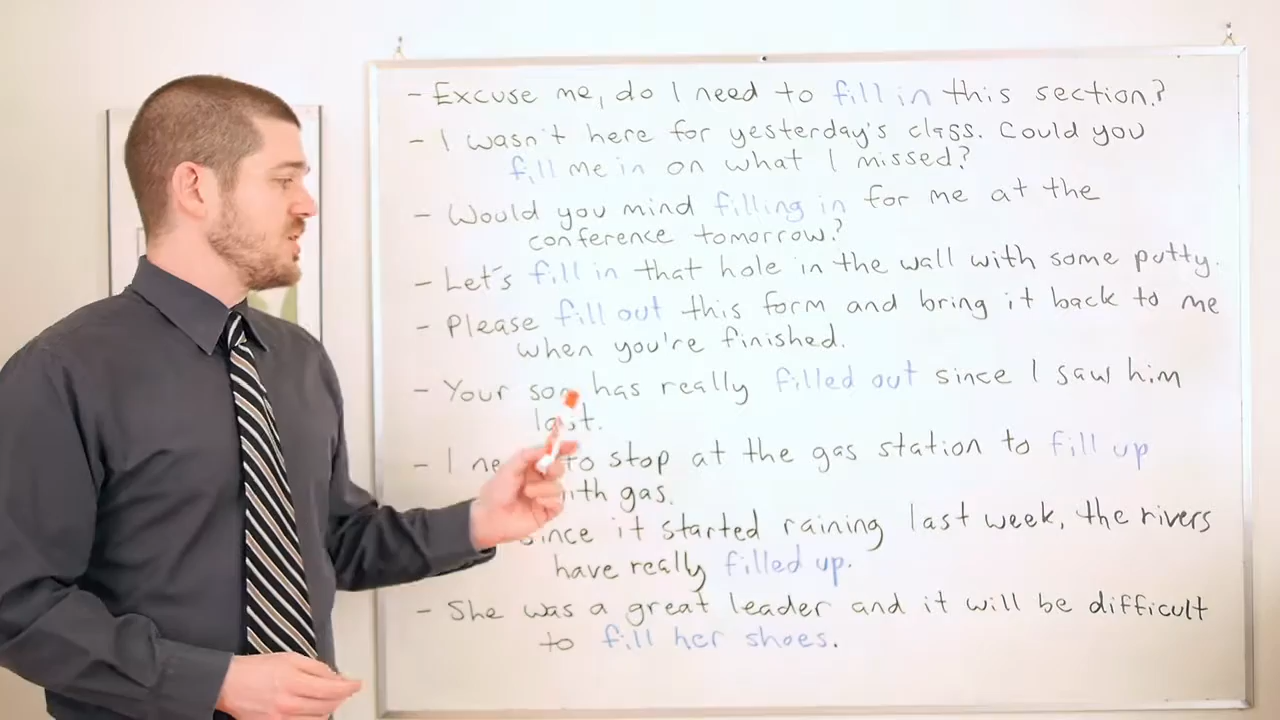 - Excuse me, do I need to fill in this section?
- I wasn't here for yesterday's class. Could you
fill me in on what I missed?
- Would you mind filling in for me at the
conference tomorrow?
- Let's fill in that hole in the wall with some putty.
- Please fill out this form and bring it back to me
when you're finished.
- Your son has really filled out since I saw him
last.
- I to stop at the gas station to fill up
gas.
it started raining last week, the rivers
have really filled up.
- She was a great leader and it will be difficult
to fill her shoes.